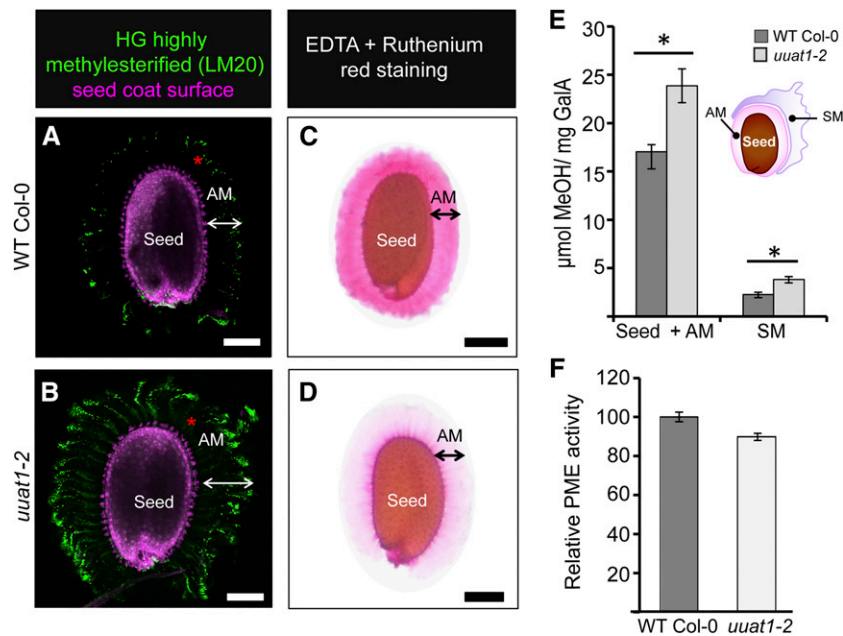 HG highly
methylesterified (LM20)
seed coat surface
EDTA + Ruthenium
red staining
WT Col-0
A
*
AM
Seed
C
AM
Seed
uuat1-2
B
*
AM
Seed
D
AM
Seed
E
WT Col-0
uuat1-2
µmol MeOH/ mg GalA
30
25
20
15
10
5
*
*
AM
SM
Seed
Seed + AM
SM
F
Relative PME activity
120
100
80
60
40
20
WT Col-0
uuat1-2